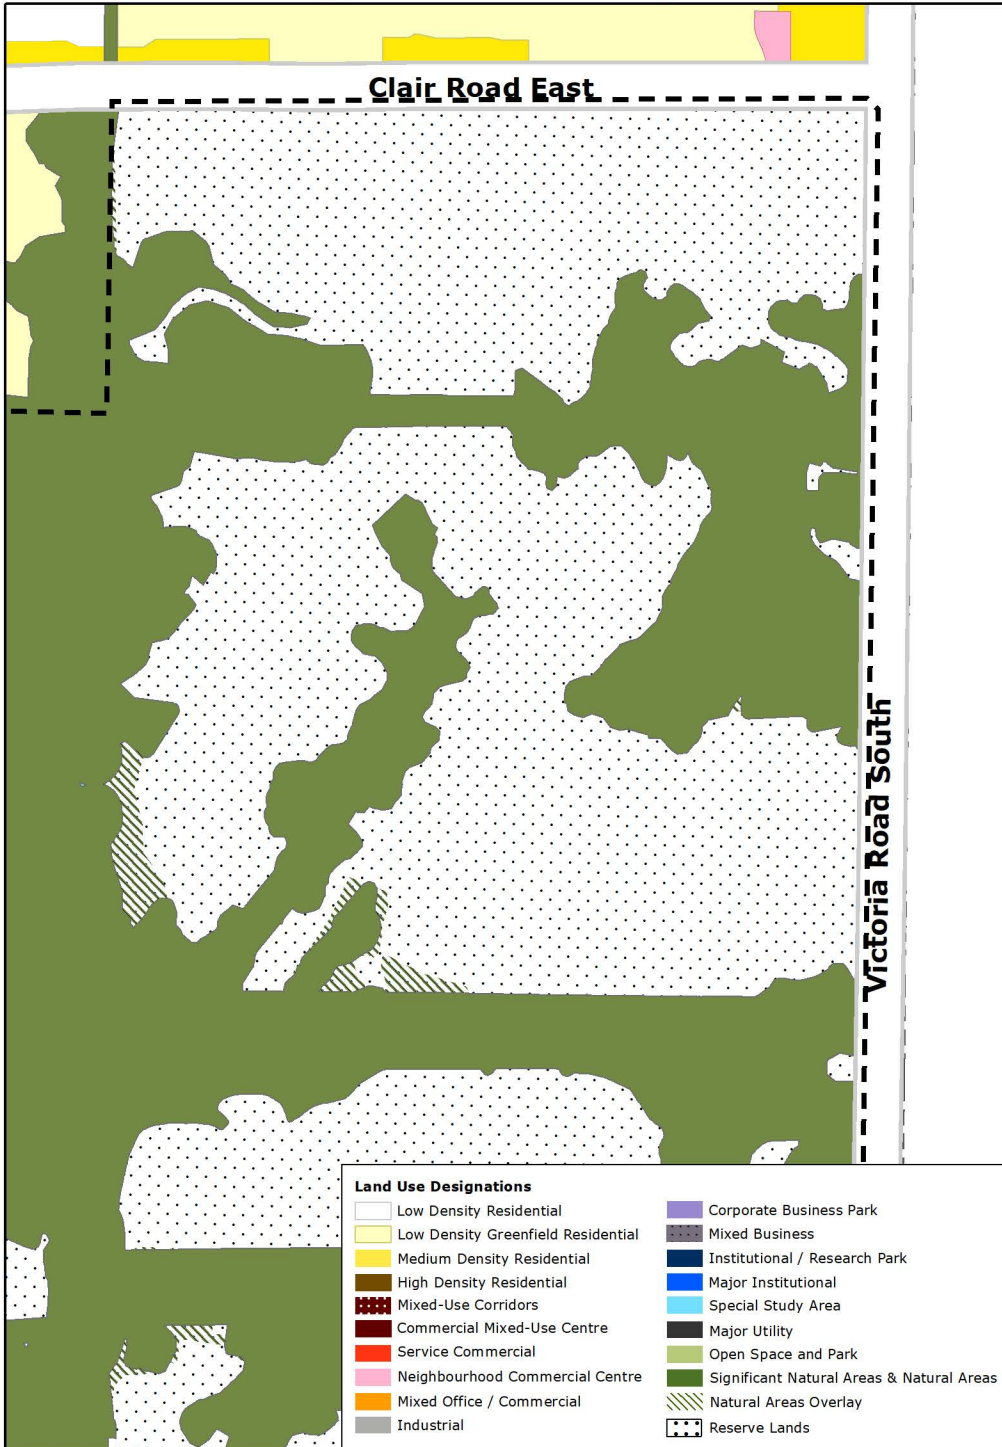 Clair Road East
Victoria Road South
Land Use Designations
Low Density Residential
Low Density Greenfield Residential
Medium Density Residential
High Density Residential
Mixed-Use Corridors
Commercial Mixed-Use Centre
Service Commercial
Neighbourhood Commercial Centre
Mixed Office / Commercial
Industrial
Corporate Business Park
Mixed Business
Institutional / Research Park
Major Institutional
Special Study Area
Major Utility
Open Space and Park
Significant Natural Areas & Natural Areas
Natural Areas Overlay
Reserve Lands